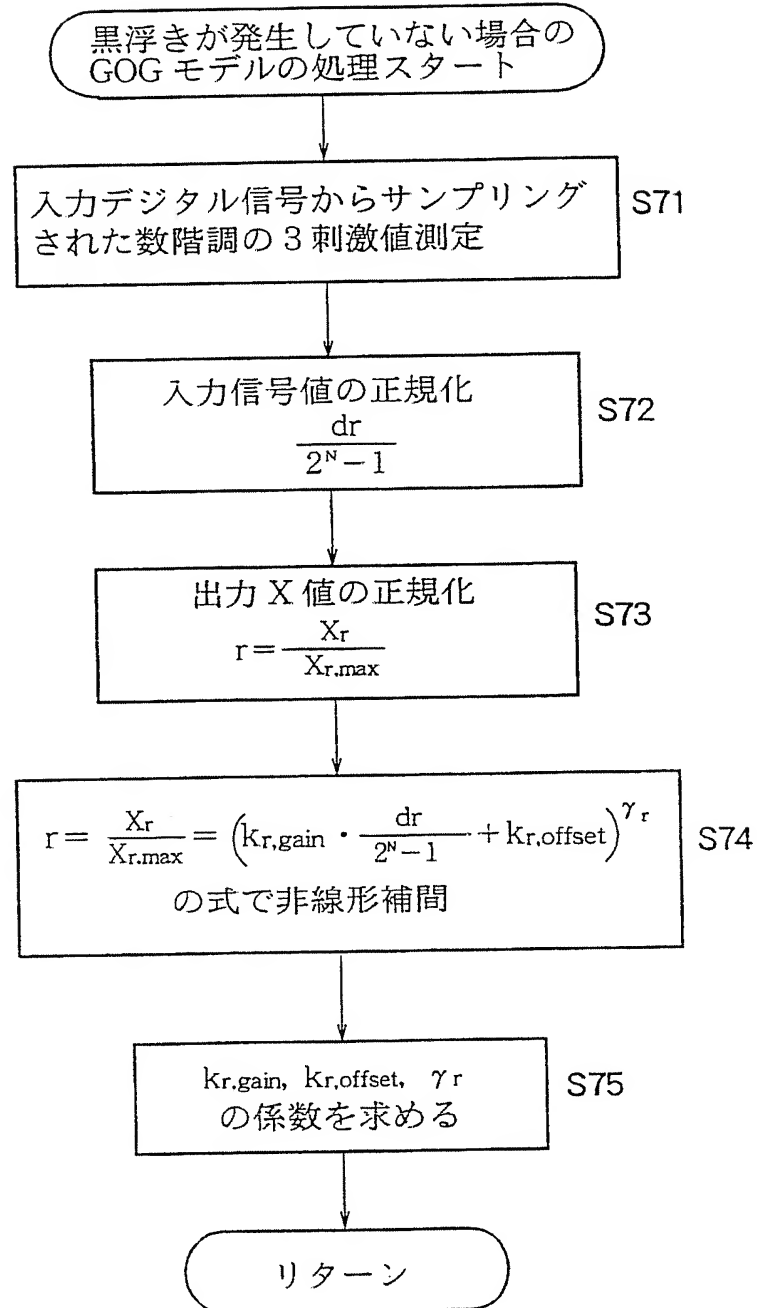 黒浮きが発生していない場合の
GOGモデルの処理スタート
入力デジタル信号からサンプリング
された数階調の3刺激値測定
S71
入力信号値の正規化
dr
2^N－1
S72
出力X値の正規化
r＝Xr/Xr,max
S73
r＝Xr/Xr.max＝(kr,gain・dr/2^N－1＋kr,offset)^γr
の式で非線形補間
S74
kr.gain, kr,offset, γr
の係数を求める
S75
リターン